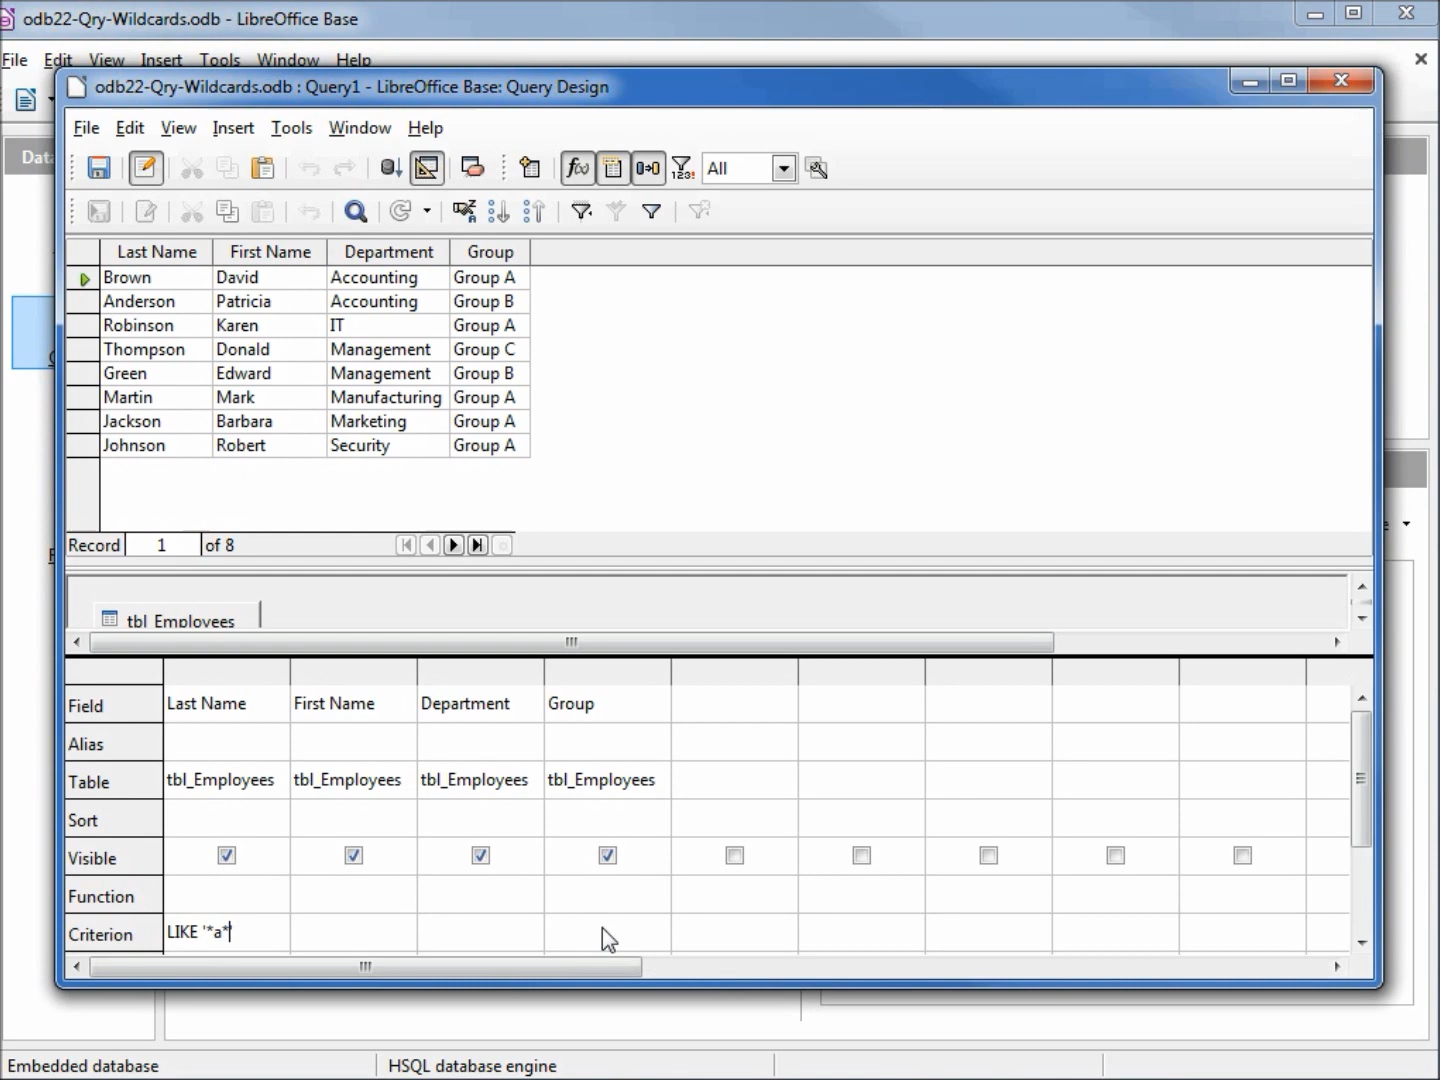 odb22-Qry-Wildcards.odb - LibreOffice Base
File Edit View Insert Tools Window Help
odb22-Qry-Wildcards.odb : Query1 - LibreOffice Base: Query Design
File Edit View Insert Tools Window Help
All
Last Name First Name Department Group
Brown David Accounting Group A
Anderson Patricia Accounting Group B
Robinson Karen IT Group A
Thompson Donald Management Group C
Green Edward Management Group B
Martin Mark Manufacturing Group A
Jackson Barbara Marketing Group A
Johnson Robert Security Group A
Record 1 of 8
tbl_Employees
Field Last Name First Name Department Group
Alias
Table tbl_Employees tbl_Employees tbl_Employees tbl_Employees
Sort
Visible
Function
Criterion LIKE '*a*
Embedded database HSQL database engine